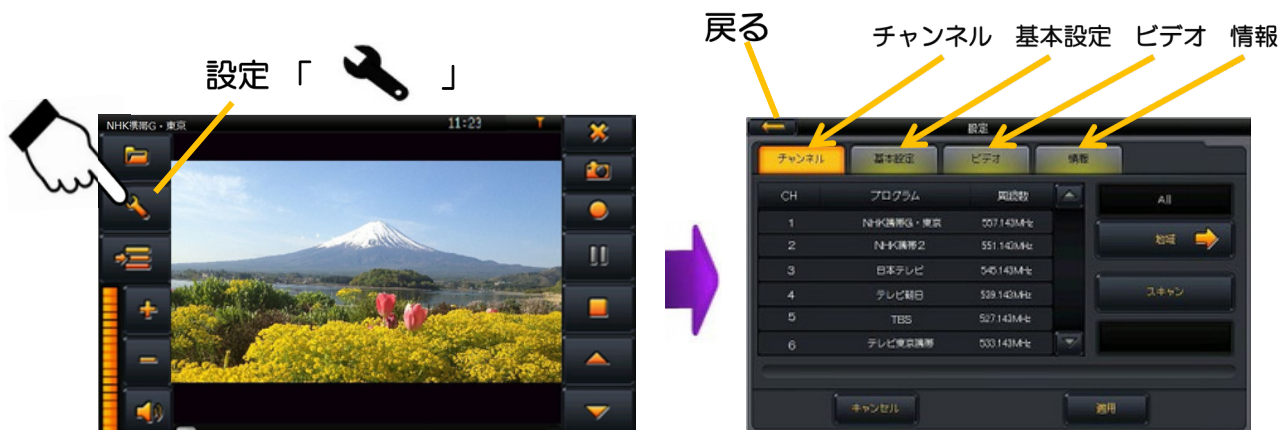 戻る
チャンネル 基本設定 ビデオ 情報
設定 「 」
NHK携帯G・東京 11:23
設定
チャンネル 基本設定 ビデオ 情報
CH プログラム 周波数 All
1 NHK携帯G・東京 557.143MHz
地域
2 NHK携帯2 551.143MHz
3 日本テレビ 545.143MHz
4 テレビ朝日 539.143MHz スキャン
5 TBS 527.143MHz
6 テレビ東京携帯 533.143MHz
キャンセル 適用